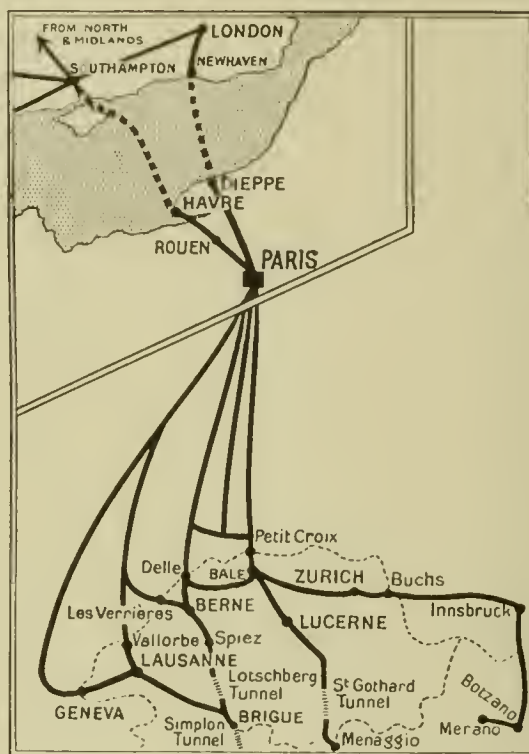 FROM NORTH
& MIDLANDS
LONDON
SOUTHAMPTON
NEWHAVEN
DIEPPE
HAVRE
ROUEN
PARIS
Petit Croix
Delle
BALE
ZURICH
Buchs
Les Verrières
BERNE
LUCERNE
Innsbruck
Vallorbe
Spiez
LAUSANNE
Lotschberg
Tunnel
St Gothard
Tunnel
Botzano
GENEVA
Simplon
Tunnel
BRIGUE
Menaggio
Merano